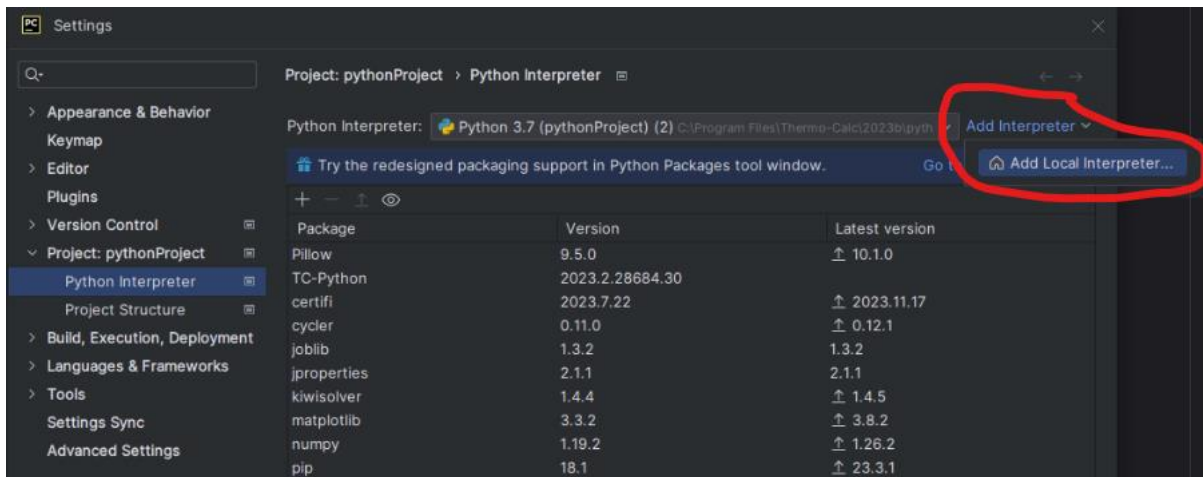 PC Settings
Project: pythonProject › Python Interpreter
Appearance & Behavior
Keymap
Editor
Plugins
Version Control
Project: pythonProject
Python Interpreter
Project Structure
Build, Execution, Deployment
Languages & Frameworks
Tools
Settings Sync
Advanced Settings
Python Interpreter: Python 3.7 (pythonProject) (2) C:\Program Files\Thermo-Calc\2023b\pyth Add Interpreter
Add Local Interpreter...
Try the redesigned packaging support in Python Packages tool window. Go
Package Version Latest version
Pillow 9.5.0 10.1.0
TC-Python 2023.2.28684.30
certifi 2023.7.22 2023.11.17
cycler 0.11.0 0.12.1
joblib 1.3.2 1.3.2
jproperties 2.1.1 2.1.1
kiwisolver 1.4.4 1.4.5
matplotlib 3.3.2 3.8.2
numpy 1.19.2 1.26.2
pip 18.1 23.3.1